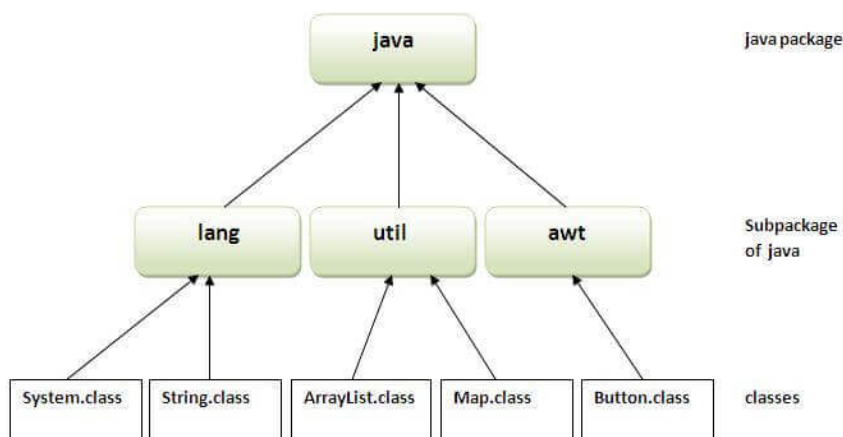 java
java package
lang
util
awt
Subpackage
of java
System.class
String.class
ArrayList.class
Map.class
Button.class
classes